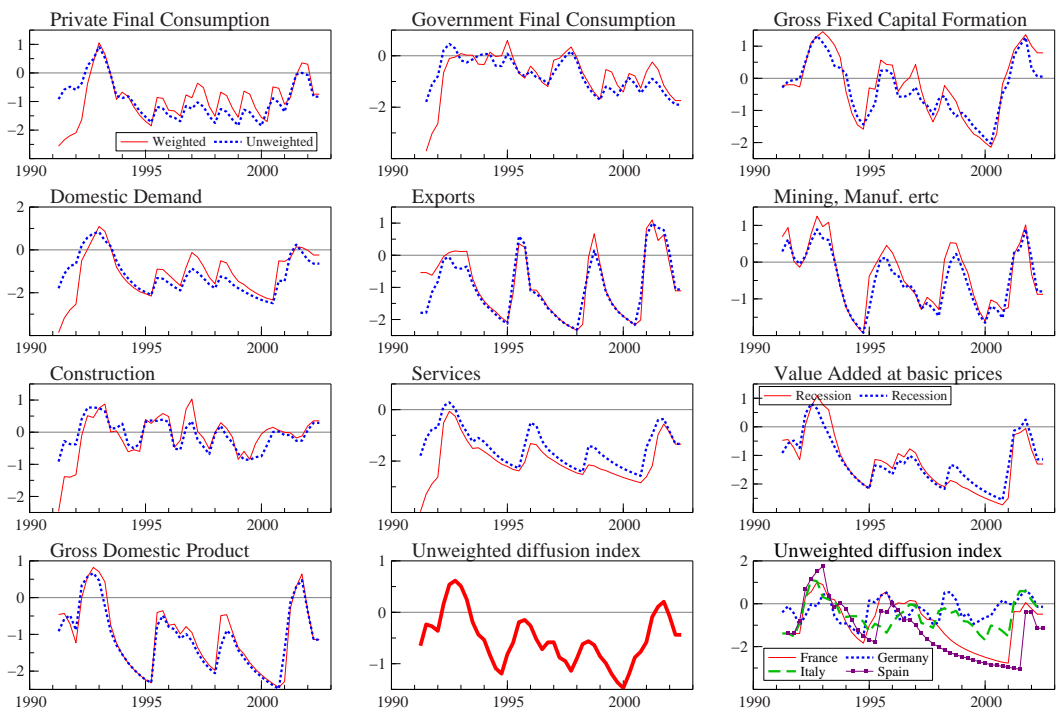 Private Final Consumption
1
0
−1
−2
Weighted Unweighted
1990 1995 2000
Government Final Consumption
0
−2
1990 1995 2000
Gross Fixed Capital Formation
1
0
−1
−2
1990 1995 2000
Domestic Demand
2
0
−2
1990 1995 2000
Exports
1
0
1
2
1990 1995 2000
Mining, Manuf. ertc
1
0
−1
1990 1995 2000
Construction
1
0
−1
−2
1990 1995 2000
Services
0
−2
1990 1995 2000
Value Added at basic prices
Recession Recession
0
−1
−2
1990 1995 2000
Gross Domestic Product
1
0
−1
−2
1990 1995 2000
Unweighted diffusion index
1
0
−1
1990 1995 2000
Unweighted diffusion index
2
0
−2
France Germany
Italy Spain
1990 1995 2000